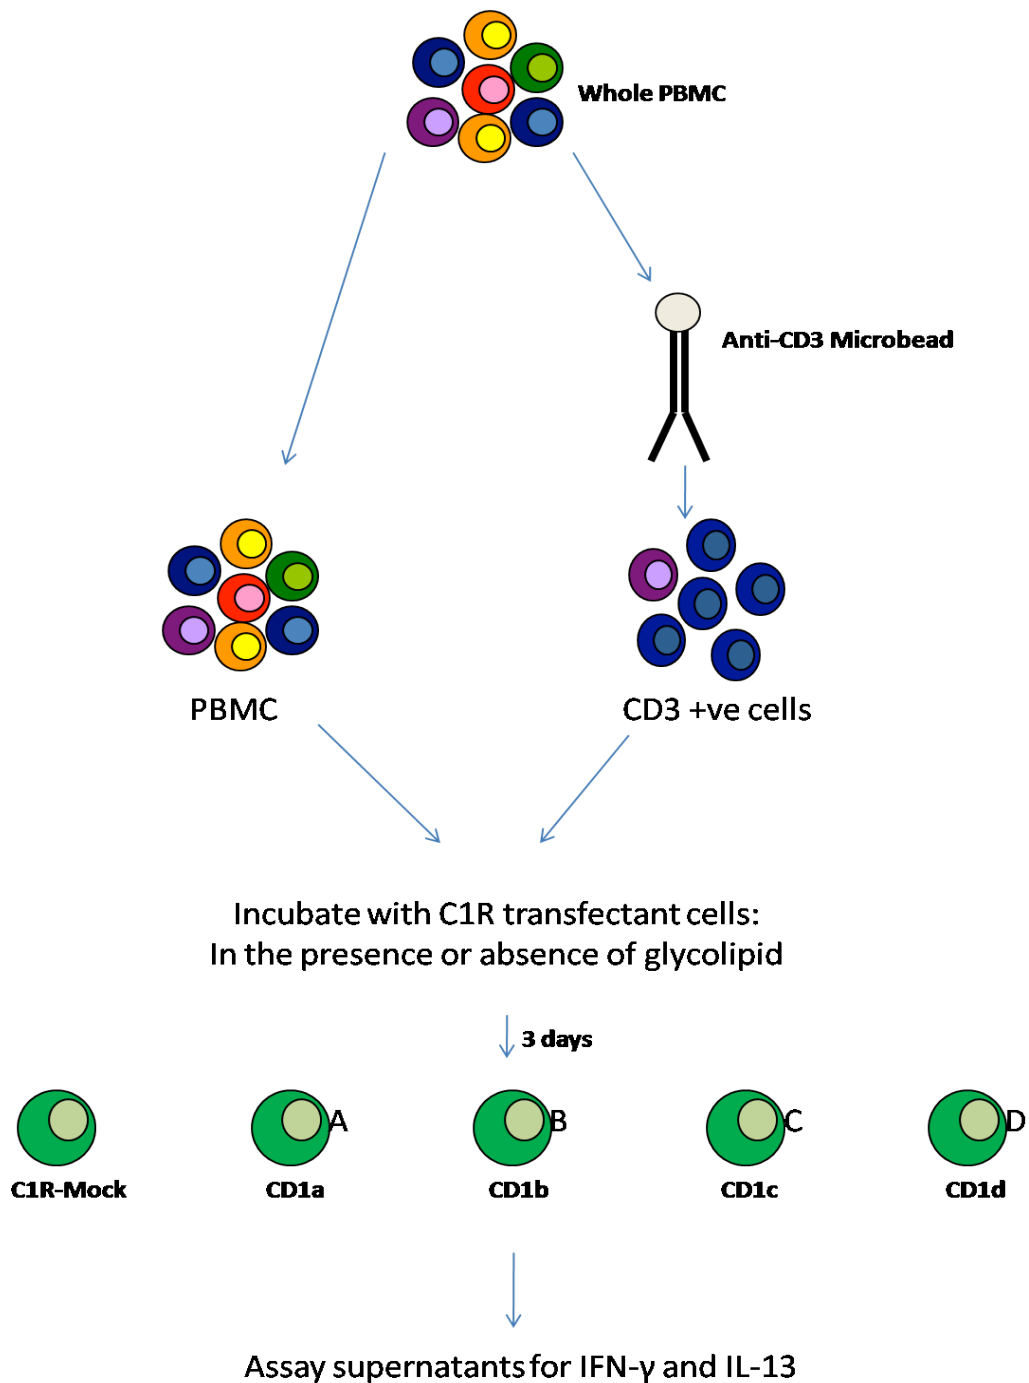 Whole PBMC
Anti-CD3 Microbead
PBMC
CD3 +ve cells
Incubate with C1R transfectant cells:
In the presence or absence of glycolipid
3 days
A
B
C
D
C1R-Mock
CD1a
CD1b
CD1c
CD1d
Assay supernatants for IFN-γ and IL-13